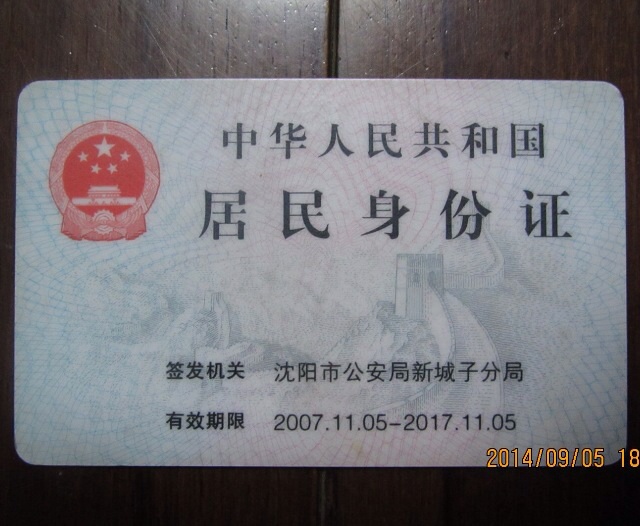 中华人民共和国
居民身份证
签发机关 沈阳市公安局新城子分局
有效期限 2007.11.05-2017.11.05
2014/09/05 18